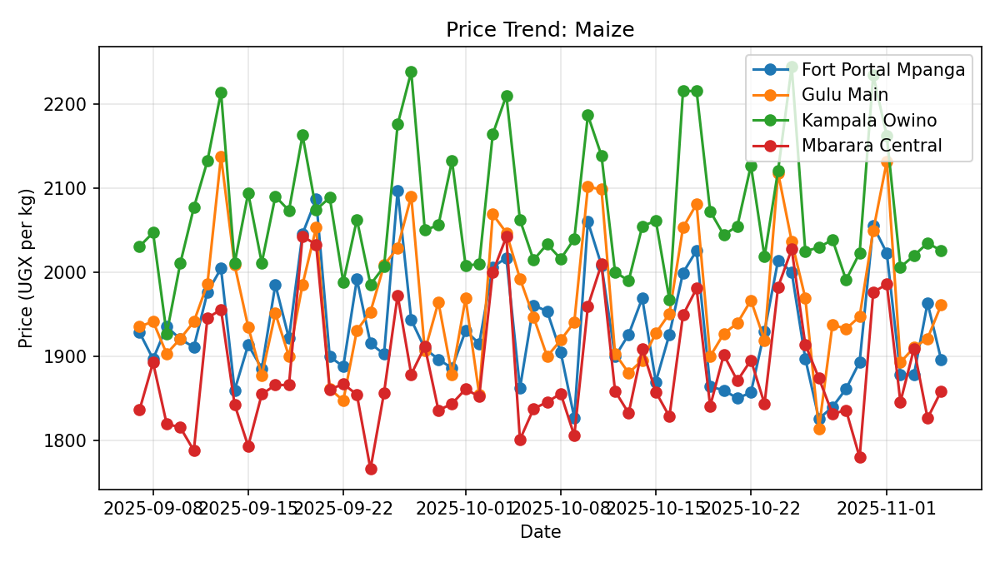 Price Trend: Maize
Fort Portal Mpanga
Gulu Main
Kampala Owino
Mbarara Central
Price (UGX per kg)
2200
2100
2000
1900
1800
2025-09-08 2025-09-15 2025-09-22 2025-10-01 2025-10-08 2025-10-15 2025-10-22 2025-11-01
Date